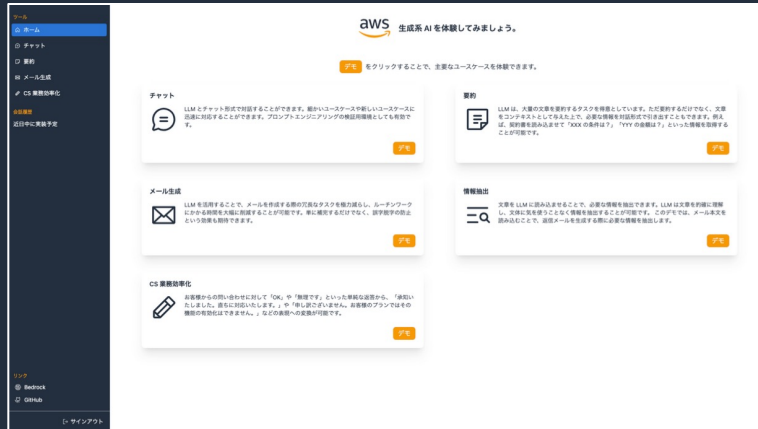 ツール
ホーム
チャット
要約
メール生成
CS 業務効率化
会話履歴
近日中に実装予定
リンク
Bedrock
GitHub
サインアウト
aws 生成系 AI を体験してみましょう。
デモ をクリックすることで、主要なユースケースを体験できます。
チャット
LLM とチャット形式で対話することができます。細かいユースケースや新しいユースケースに
迅速に対応することができます。プロンプトエンジニアリングの検証用環境としても有効で
す。
デモ
要約
LLM は、大量の文章を要約するタスクを得意としています。ただ要約するだけでなく、文章
をコンテキストとして与えた上で、必要な情報を対話形式で引き出すこともできます。例え
ば、契約書を読み込ませて「XXX の条件は？」「YYY の金額は？」といった情報を取得する
ことが可能です。
デモ
メール生成
LLM を活用することで、メールを作成する際の冗長なタスクを極力減らし、ルーチンワーク
にかかる時間を大幅に削減することが可能です。単に補完するだけでなく、誤字脱字の防止
という効果も期待できます。
デモ
情報抽出
文章を LLM に読み込ませることで、必要な情報を抽出できます。LLM は文章を的確に理解
し、文体に気を使うことなく情報を抽出することが可能です。 このデモでは、メール本文を
読み込むことで、返信メールを生成する際に必要な情報を抽出します。
デモ
CS 業務効率化
お客様からの問い合わせに対して「OK」や「無理です」といった単純な返答から、「承知い
たしました。直ちに対応いたします。」や「申し訳ございません。お客様のプランではその
機能の有効化はできません。」などの表現への変換が可能です。
デモ